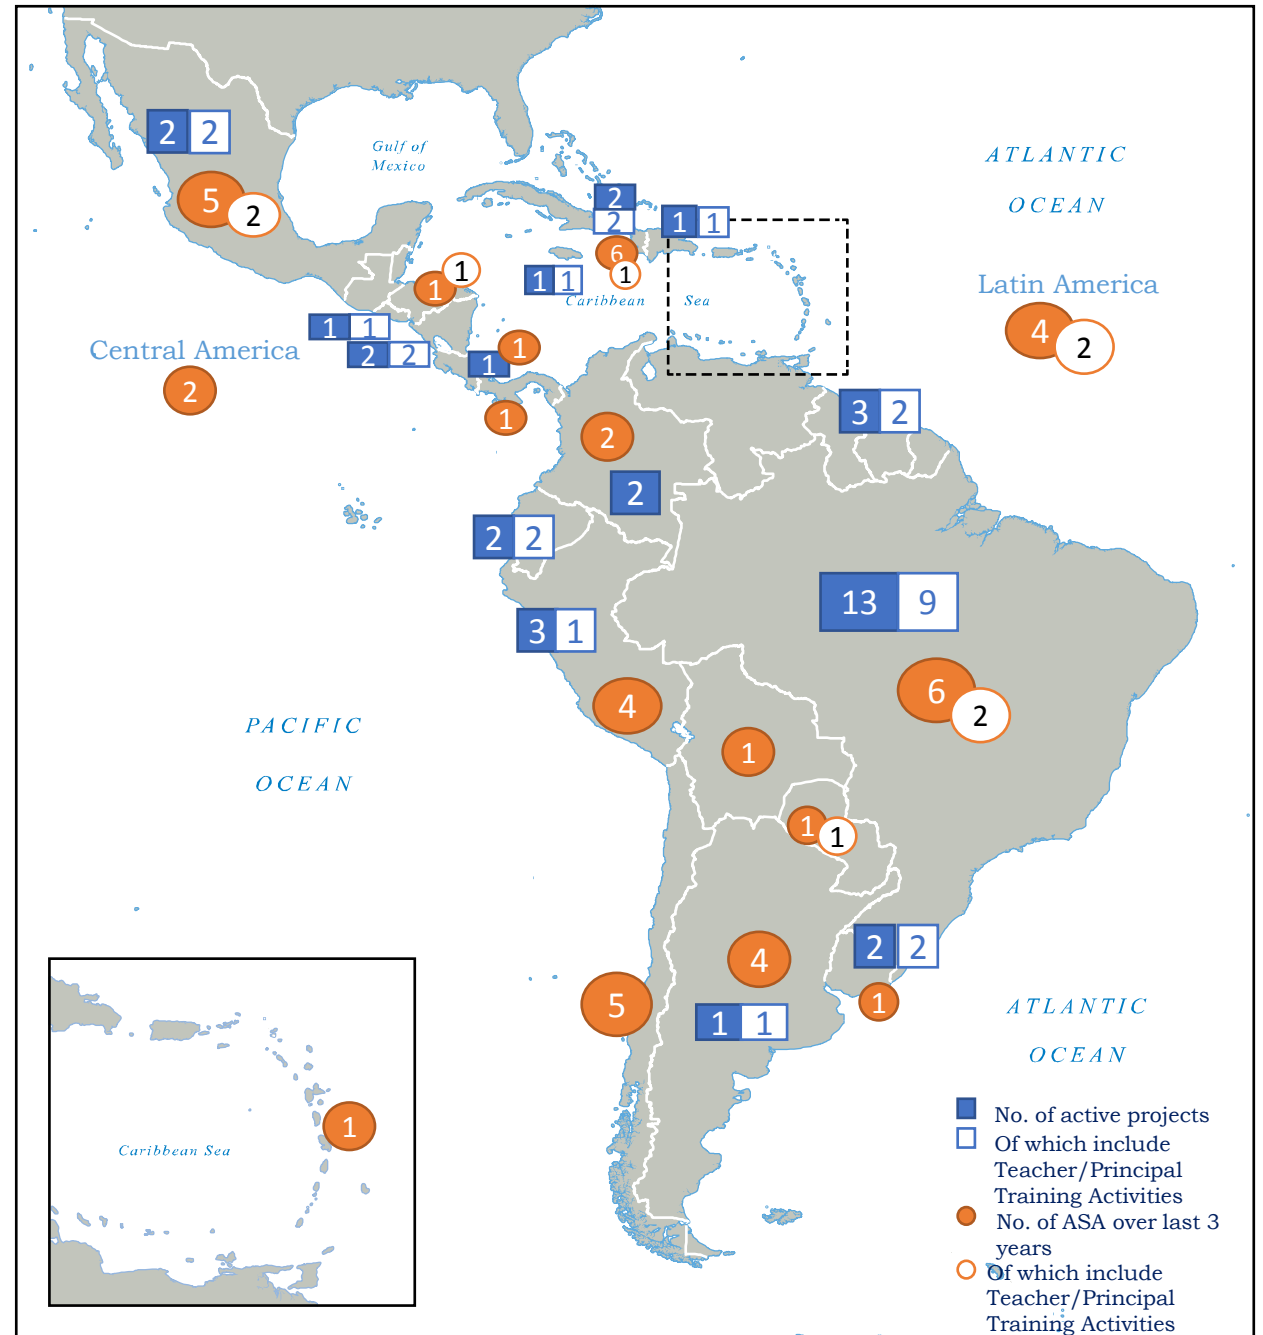 2 2
Gulf of
Mexico
ATLANTIC
OCEAN
5 2
2
2
1 1
6
1
1
1
1 1
Caribbean Sea
Latin America
4 2
1 1
2 2
Central America
2
1
1
1
2
3 2
2
2 2
13 9
3 1
6 2
4
PACIFIC
OCEAN
1
1 1
2 2
4
5
1
1 1
ATLANTIC
OCEAN
Caribbean Sea
1
No. of active projects
Of which include
Teacher/Principal
Training Activities
No. of ASA over last 3
years
Of which include
Teacher/Principal
Training Activities